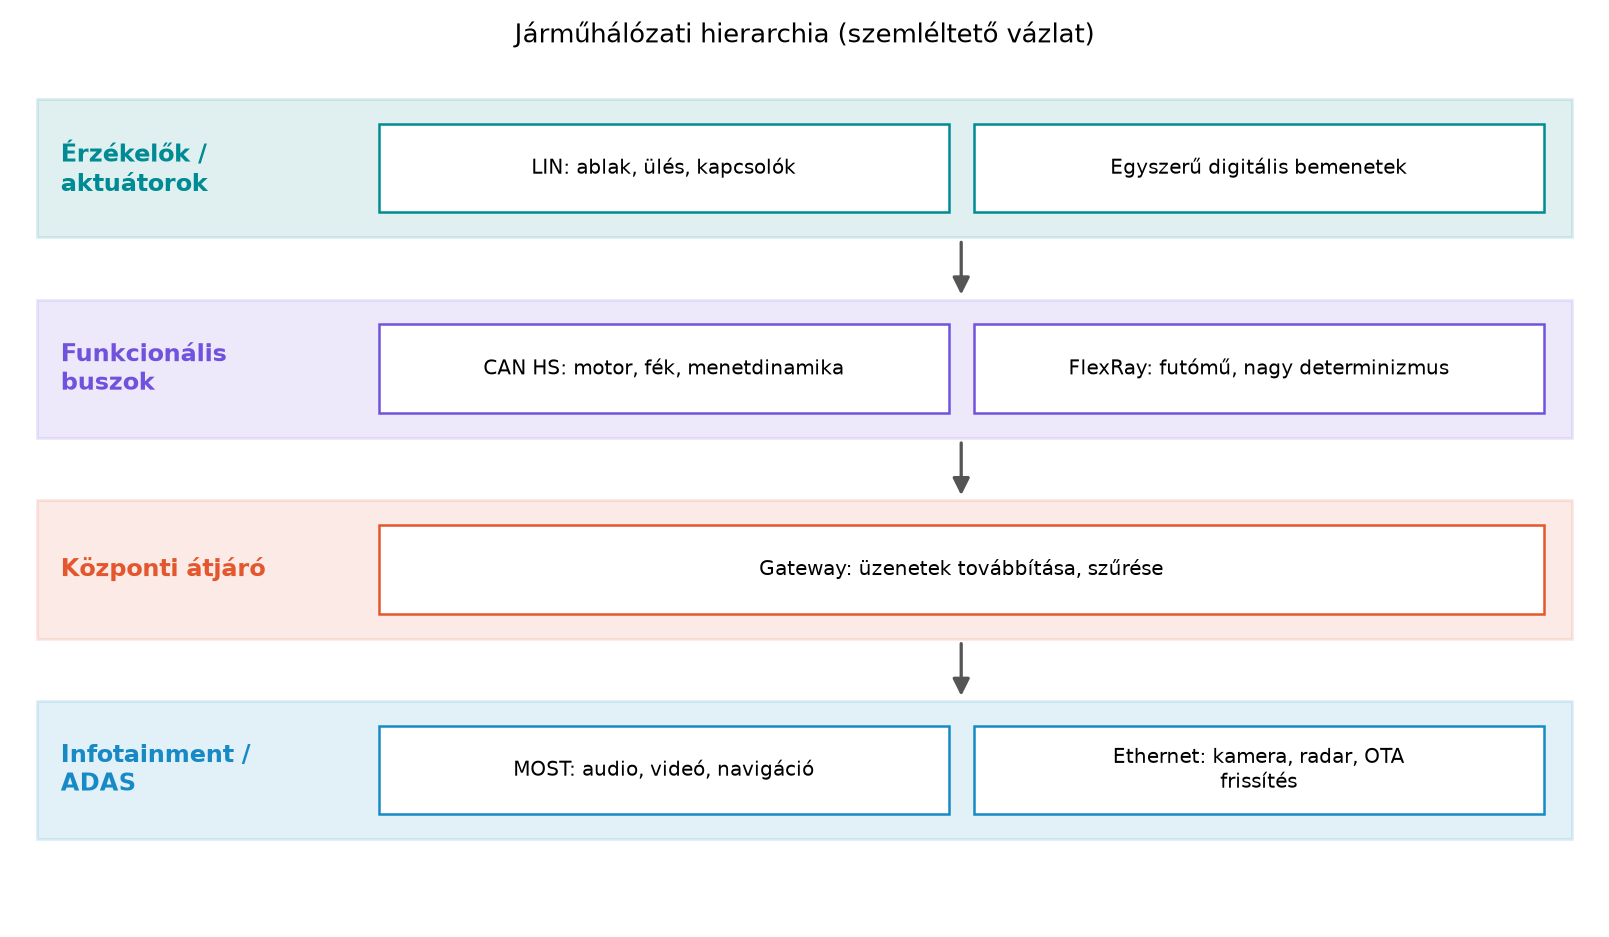 Járműhálózati hierarchia (szemléltető vázlat)
Érzékelők /
aktuátorok
LIN: ablak, ülés, kapcsolók
Egyszerű digitális bemenetek
Funkcionális
buszok
CAN HS: motor, fék, menetdinamika
FlexRay: futómű, nagy determinizmus
Központi átjáró
Gateway: üzenetek továbbítása, szűrése
Infotainment /
ADAS
MOST: audio, videó, navigáció
Ethernet: kamera, radar, OTA
frissítés